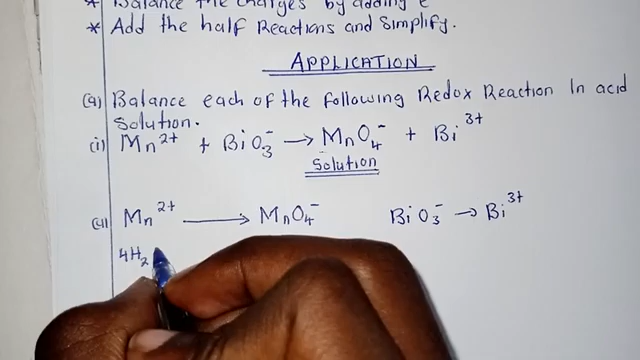 * Balance the charges by adding e
* Add the half Reactions and Simplify.
APPLICATION
(a) Balance each of the following Redox Reaction In acid
Solution.
(i) Mn²⁺ + BiO₃⁻ → MnO₄⁻ + Bi³⁺
Solution
Mn²⁺ → MnO₄⁻ BiO₃⁻ → Bi³⁺
4H₂